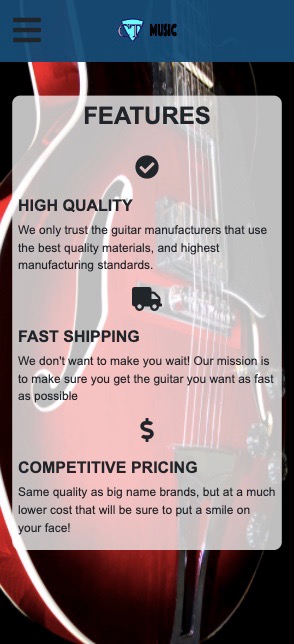 MUSIC
FEATURES
HIGH QUALITY
We only trust the guitar manufacturers that use
the best quality materials, and highest
manufacturing standards.
FAST SHIPPING
We don't want to make you wait! Our mission is
to make sure you get the guitar you want as fast
as possible
$
COMPETITIVE PRICING
Same quality as big name brands, but at a much
lower cost that will be sure to put a smile on
your face!